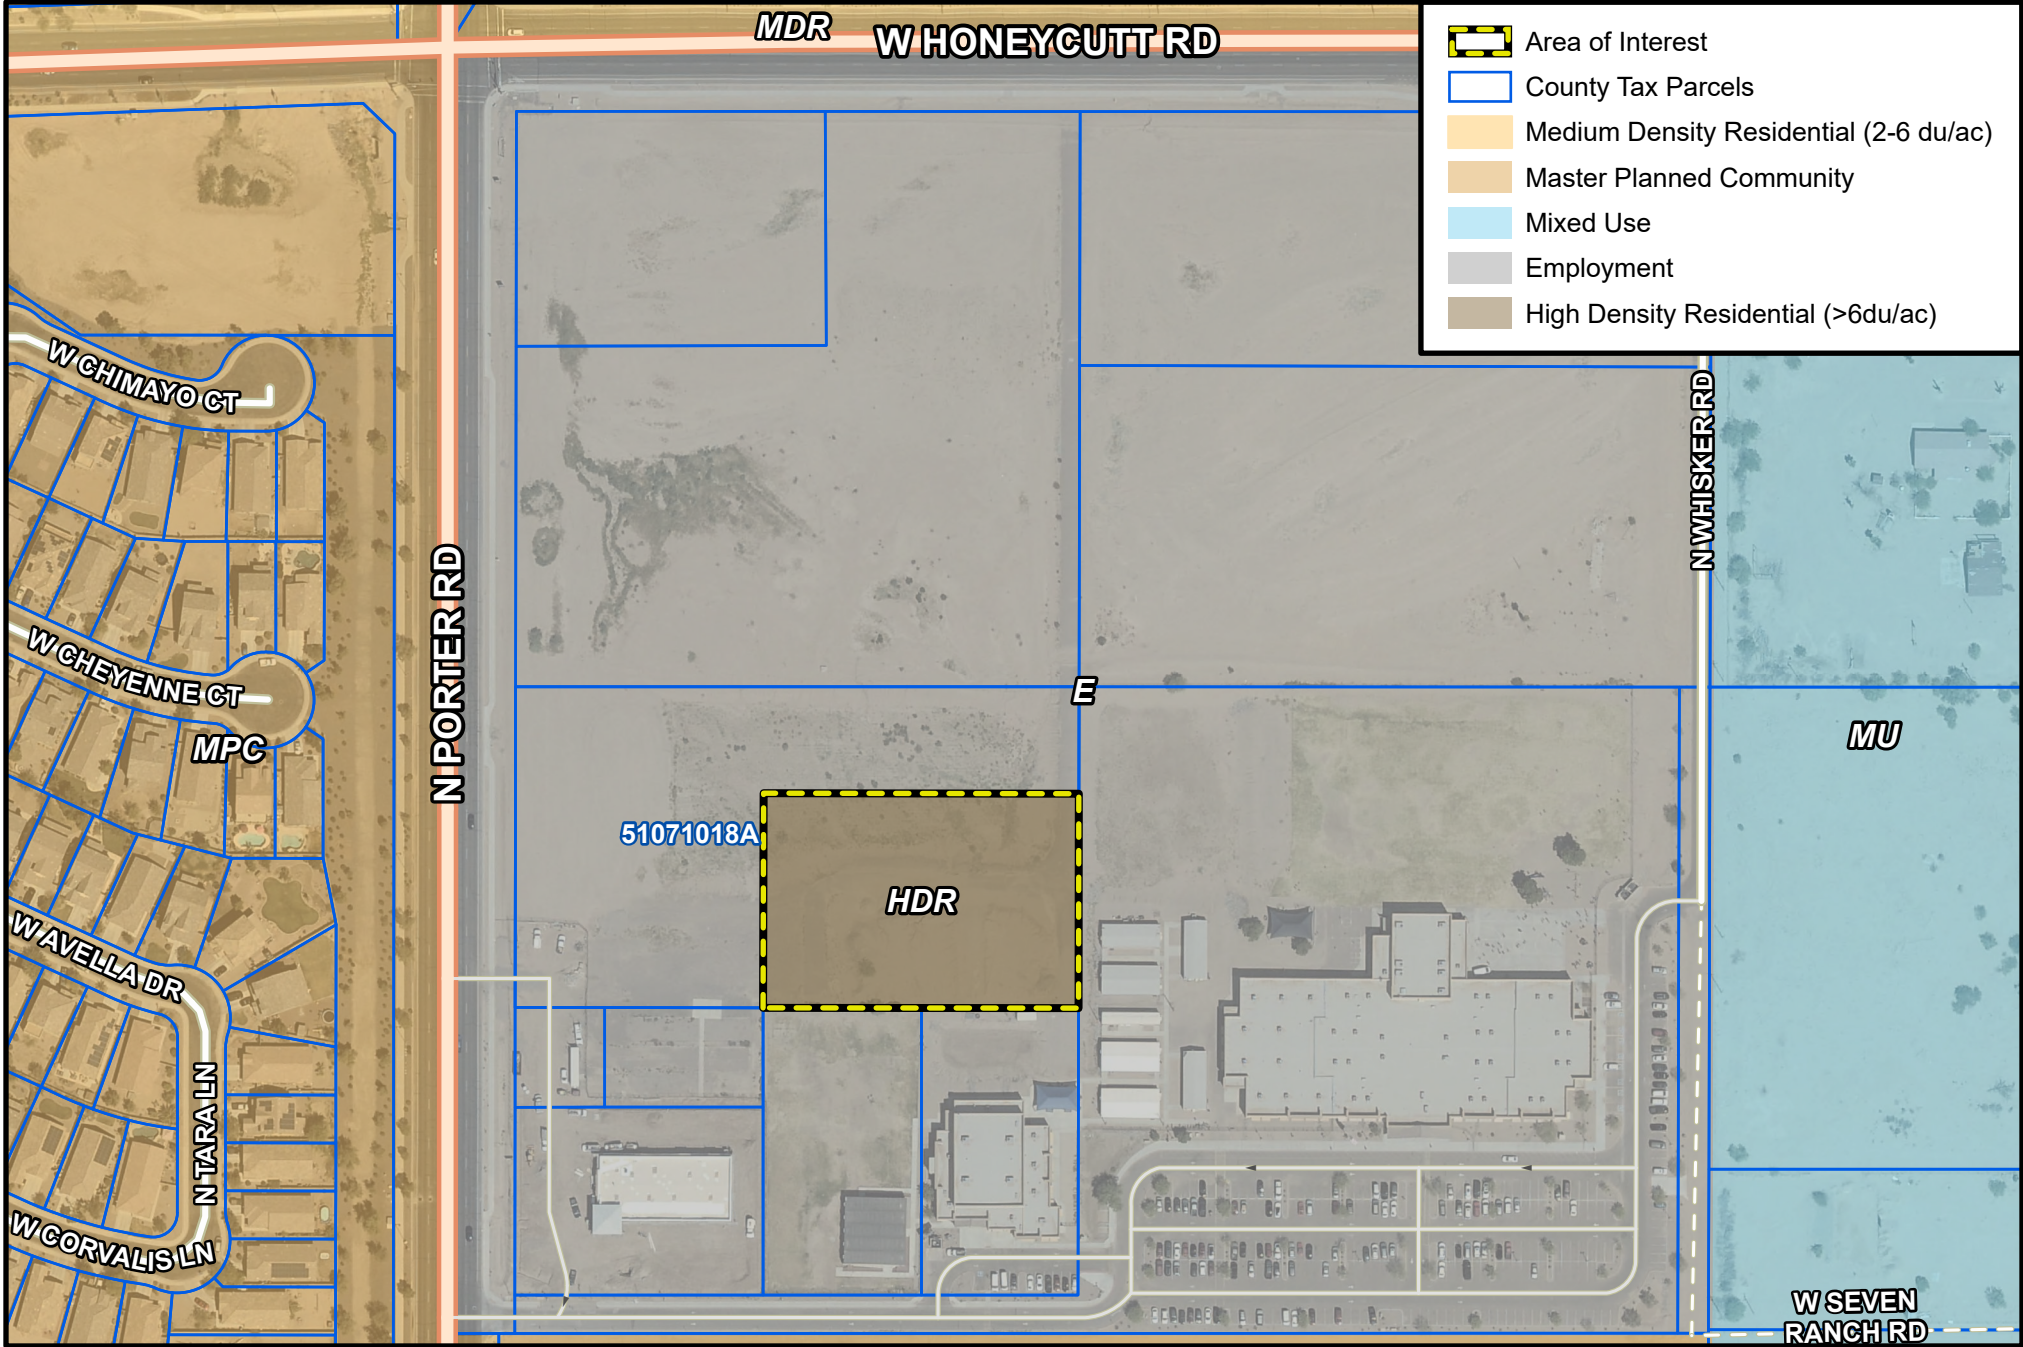 MDR
W HONEYCUTT RD
Area of Interest
County Tax Parcels
Medium Density Residential (2-6 du/ac)
Master Planned Community
Mixed Use
Employment
High Density Residential (>6du/ac)
W CHIMAYO CT
N WHISKER RD
N PORTER RD
W CHEYENNE CT
E
MPC
MU
51071018A
HDR
W AVELLA DR
N TARA LN
W CORVALIS LN
W SEVEN
RANCH RD